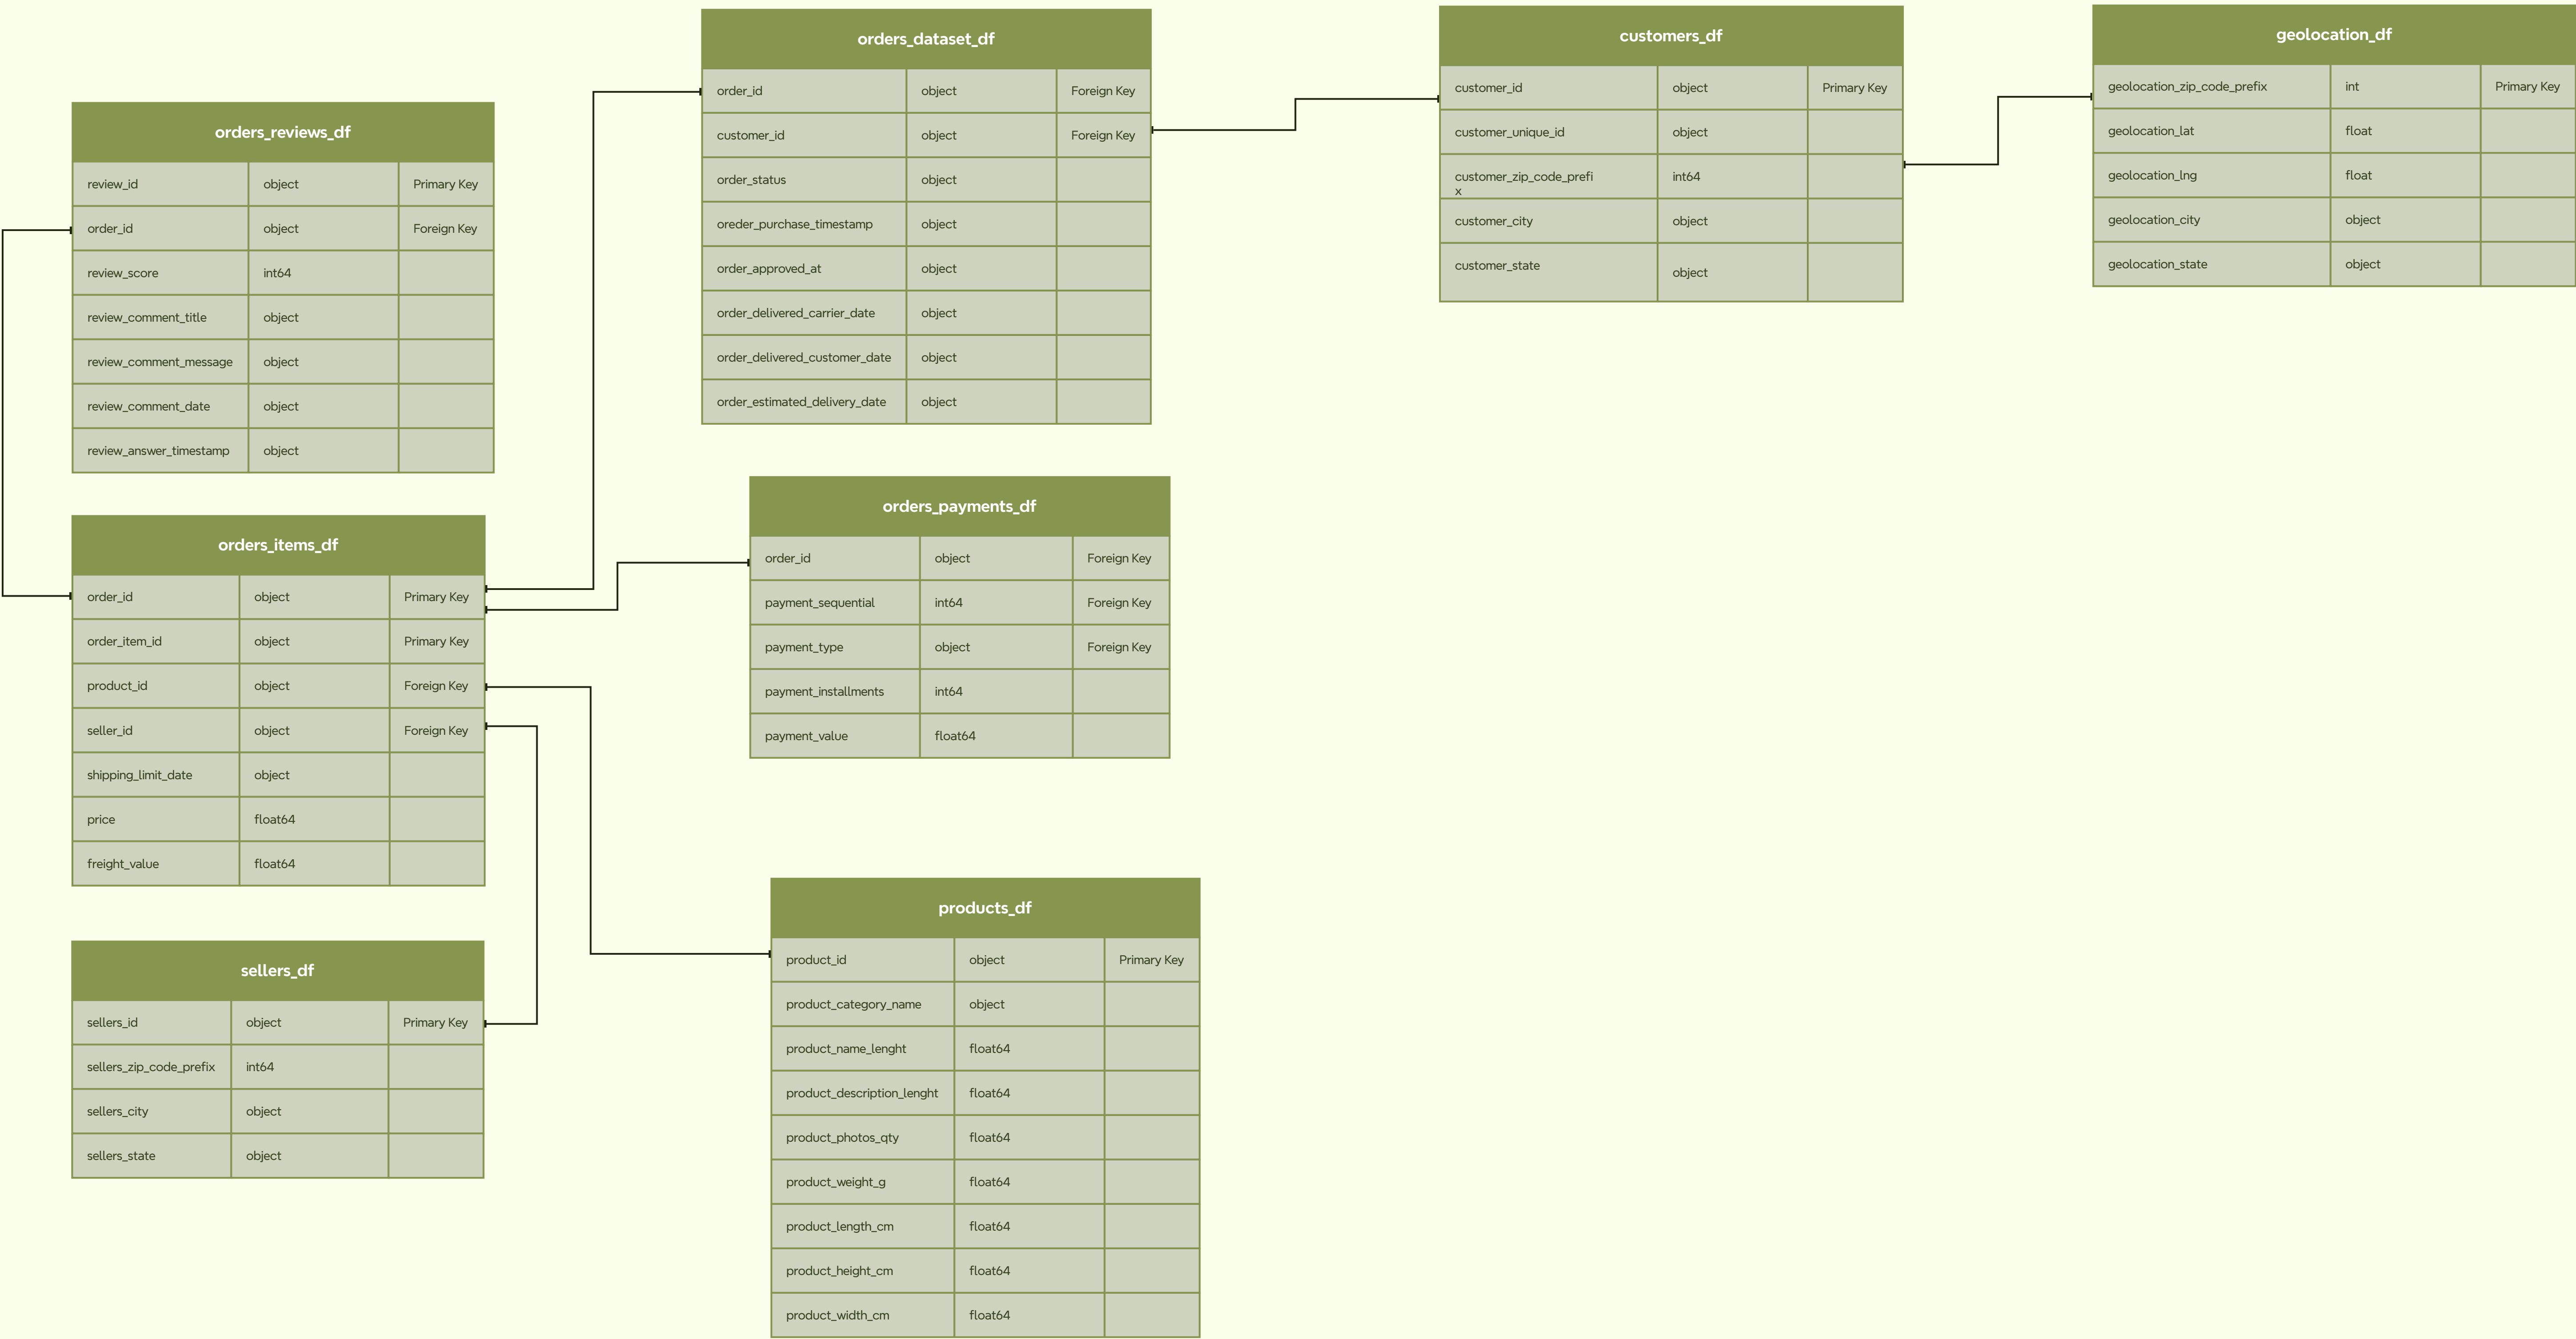 orders_reviews_df
review_id object Primary Key
order_id object Foreign Key
review_score int64
review_comment_title object
review_comment_message object
review_comment_date object
review_answer_timestamp object
orders_items_df
order_id object Primary Key
order_item_id object Primary Key
product_id object Foreign Key
seller_id object Foreign Key
shipping_limit_date object
price float64
freight_value float64
sellers_df
sellers_id object Primary Key
sellers_zip_code_prefix int64
sellers_city object
sellers_state object
orders_dataset_df
order_id object Foreign Key
customer_id object Foreign Key
order_status object
oreder_purchase_timestamp object
order_approved_at object
order_delivered_carrier_date object
order_delivered_customer_date object
order_estimated_delivery_date object
orders_payments_df
order_id object Foreign Key
payment_sequential int64 Foreign Key
payment_type object Foreign Key
payment_installments int64
payment_value float64
products_df
product_id object Primary Key
product_category_name object
product_name_lenght float64
product_description_lenght float64
product_photos_qty float64
product_weight_g float64
product_length_cm float64
product_height_cm float64
product_width_cm float64
customers_df
customer_id object Primary Key
customer_unique_id object
customer_zip_code_prefi int64
x
customer_city object
customer_state object
geolocation_df
geolocation_zip_code_prefix int Primary Key
geolocation_lat float
geolocation_lng float
geolocation_city object
geolocation_state object